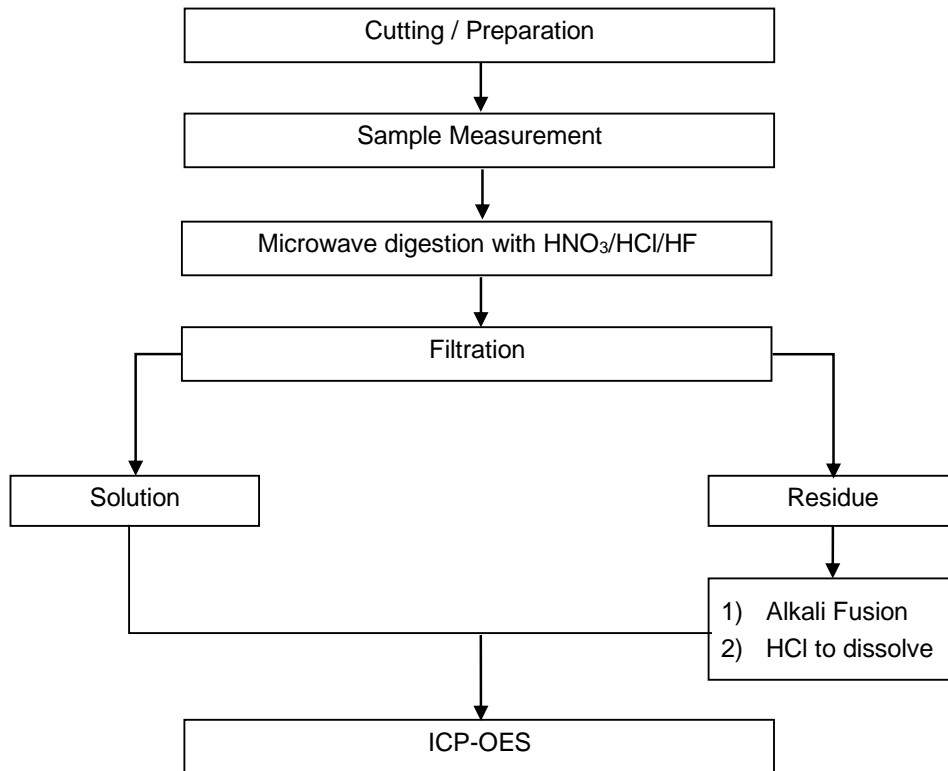 Cutting / Preparation
Sample Measurement
Microwave digestion with HNO₃/HCl/HF
Filtration
Solution
Residue
1) Alkali Fusion
2) HCl to dissolve
ICP-OES